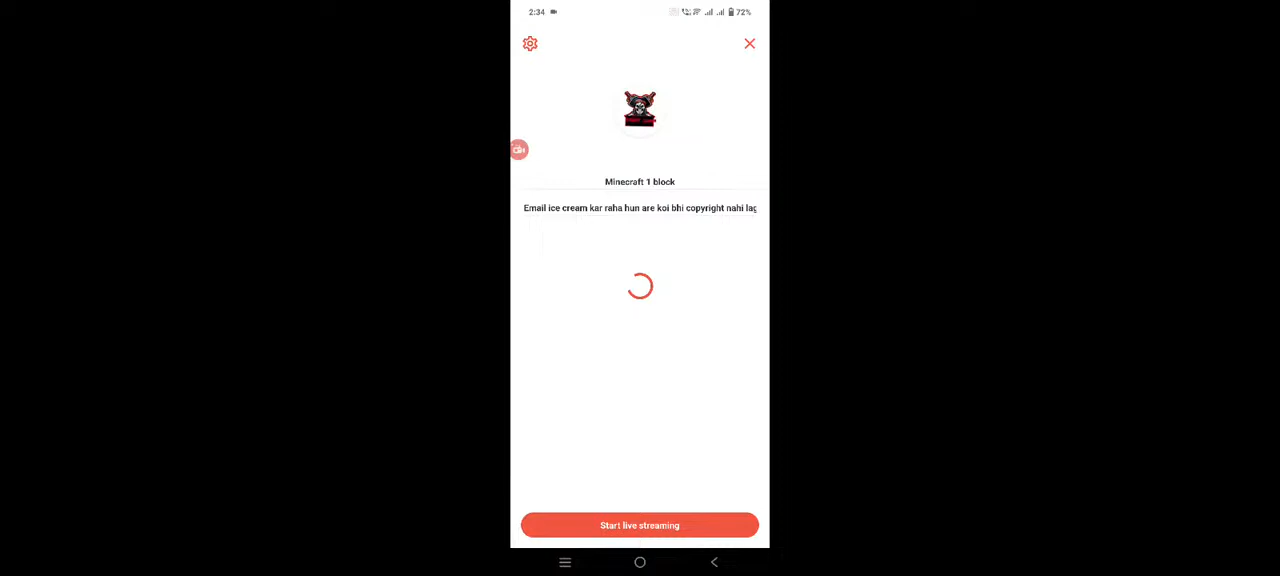 2:34
72%
Minecraft 1 block
Email ice cream kar raha hun are koi bhi copyright nahi lag
Start live streaming